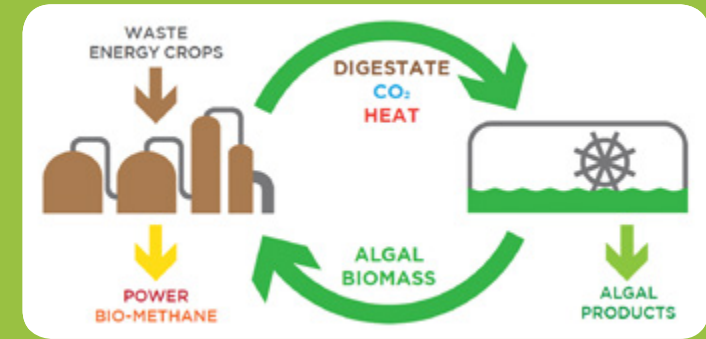 WASTE
ENERGY CROPS
DIGESTATE
CO₂
HEAT
ALGAL
BIOMASS
POWER
BIO-METHANE
ALGAL
PRODUCTS